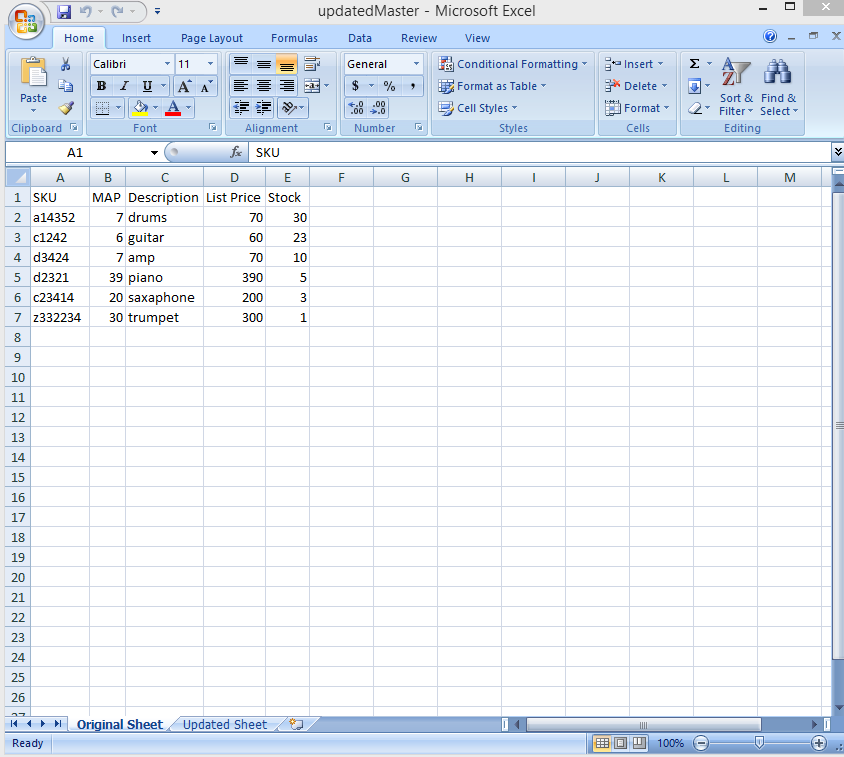 updatedMaster - Microsoft Excel
Home Insert Page Layout Formulas Data Review View
Calibri 11 General Conditional Formatting Insert Σ
Paste B I U A A $ % , Format as Table Delete Sort & Find &
A .00 .00 Cell Styles Format Filter Select
Clipboard Font Alignment Number Styles Cells Editing
A1 fx SKU
A B C D E F G H I J K L M
1 SKU MAP Description List Price Stock
2 a14352 7 drums 70 30
3 c1242 6 guitar 60 23
4 d3424 7 amp 70 10
5 d2321 39 piano 390 5
6 c23414 20 saxaphone 200 3
7 z332234 30 trumpet 300 1
8
9
10
11
12
13
14
15
16
17
18
19
20
21
22
23
24
25
26
27
Original Sheet Updated Sheet
Ready 100%